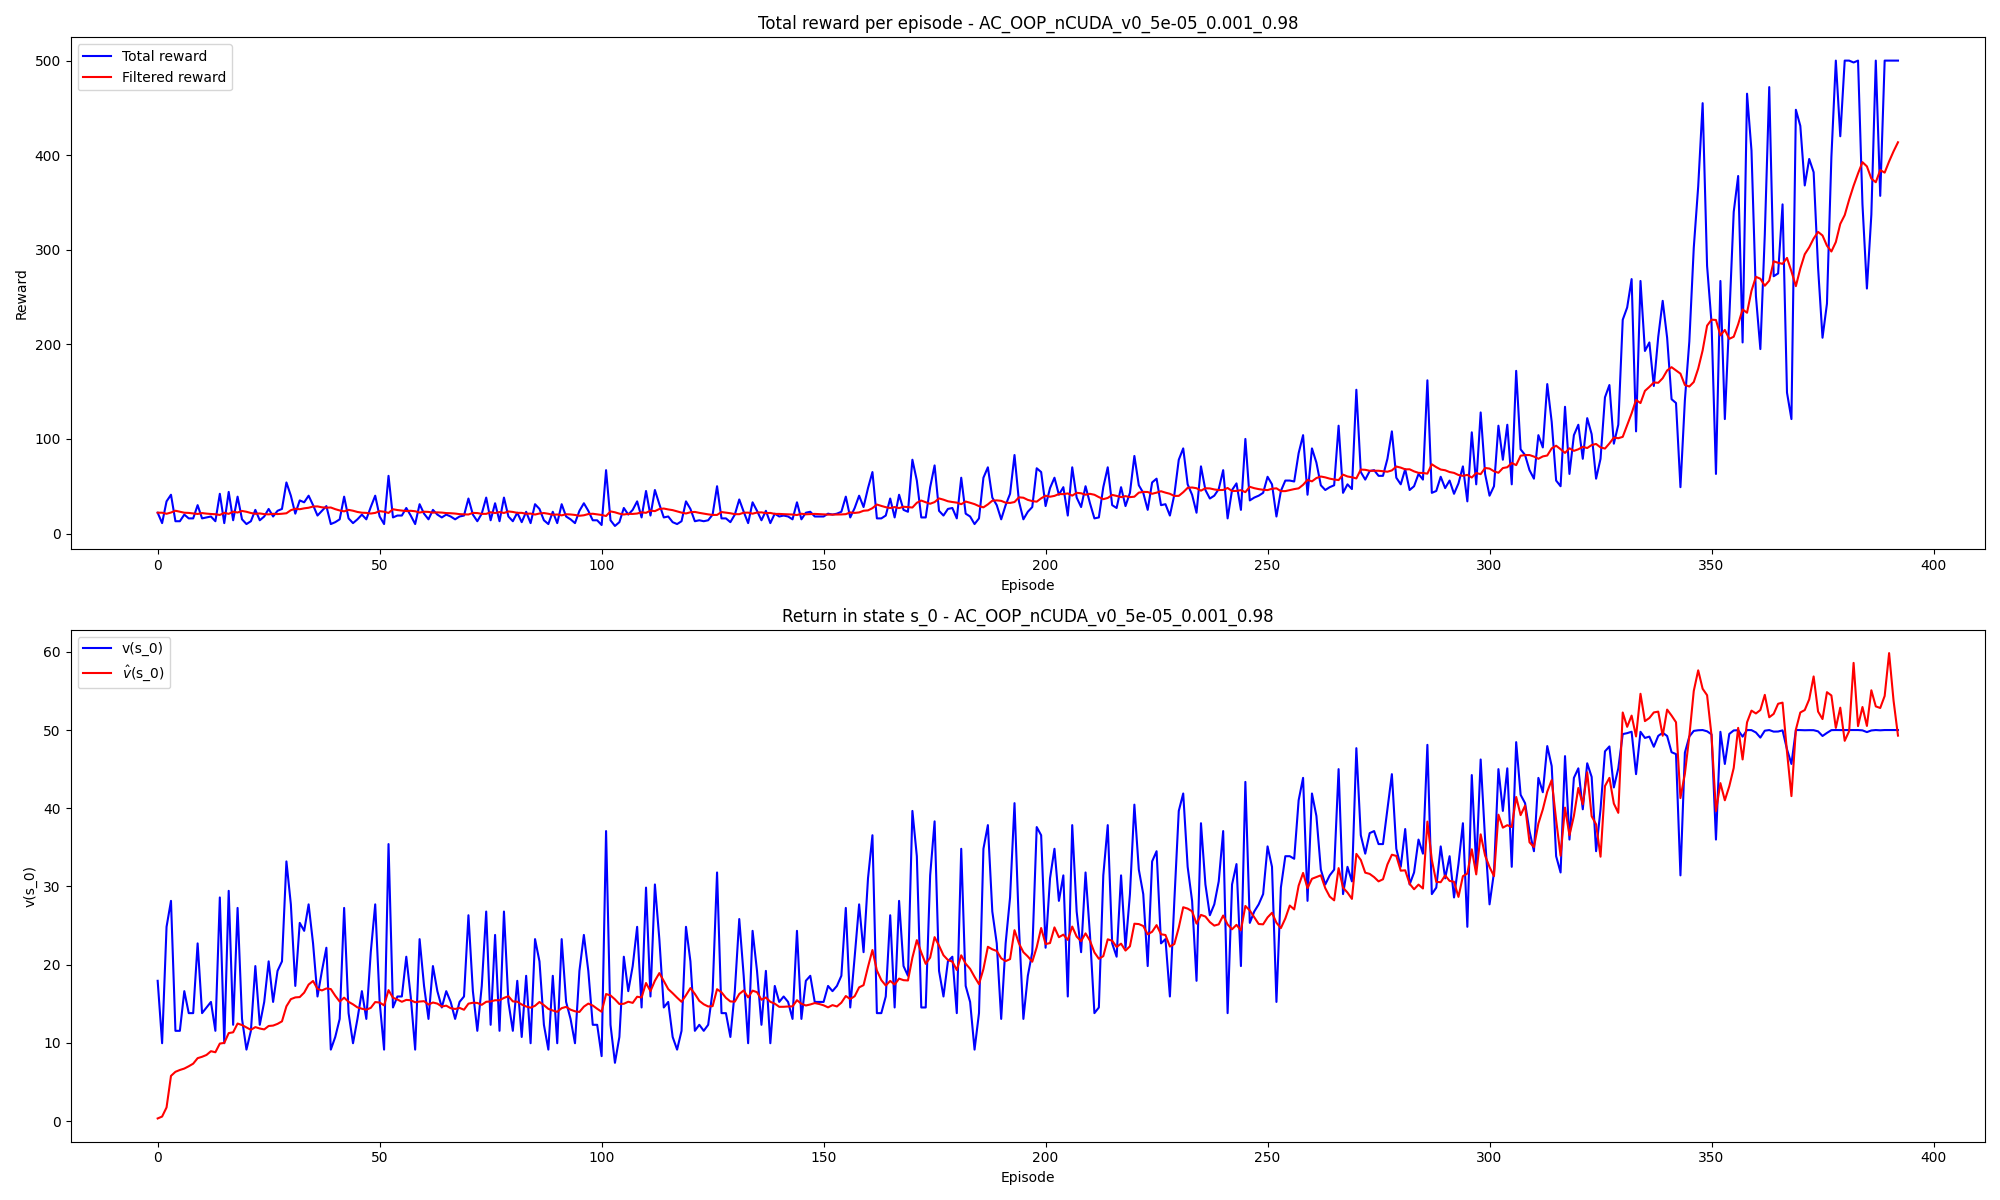 Total reward per episode - AC_OOP_nCUDA_v0_5e-05_0.001_0.98
Total reward
Filtered reward
500
400
300
200
100
0
Reward
0 50 100 150 200 250 300 350 400
Episode
Return in state s_0 - AC_OOP_nCUDA_v0_5e-05_0.001_0.98
v(s_0)
v̂(s_0)
60
50
40
30
20
10
0
v(s_0)
0 50 100 150 200 250 300 350 400
Episode